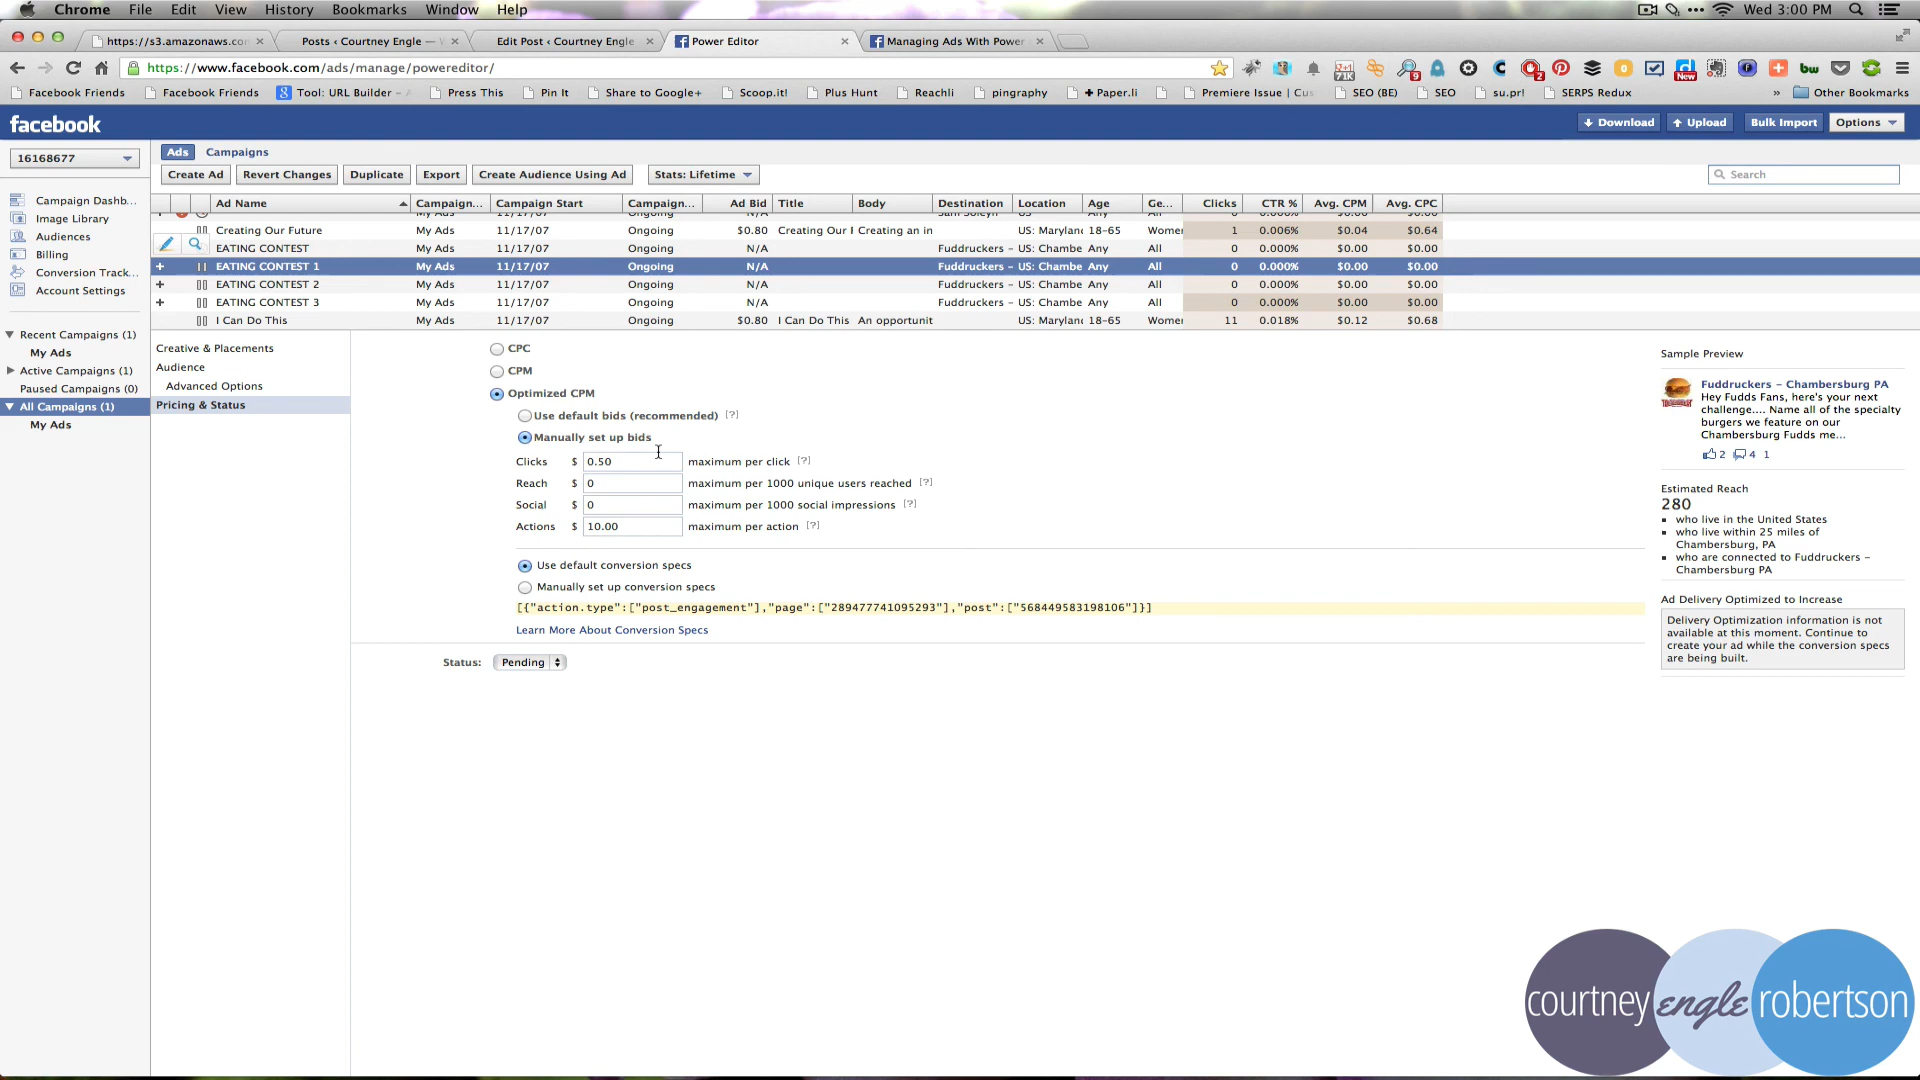 Chrome File Edit View History Bookmarks Window Help Wed 3:00 PM
https://s3.amazonaws.co Posts ‹ Courtney Engle — Edit Post ‹ Courtney Engle Power Editor Managing Ads With Power
https://www.facebook.com/ads/manage/powereditor/
Facebook Friends Facebook Friends Tool: URL Builder – Press This Pin It Share to Google+ Scoop.it! Plus Hunt Reachli pingraphy + Paper.li Premiere Issue | Cus SEO (BE) SEO su.pr! SERPS Redux » Other Bookmarks
facebook Download Upload Bulk Import Options
16168677 Ads Campaigns
Create Ad Revert Changes Duplicate Export Create Audience Using Ad Stats: Lifetime Search
Campaign Dashb...
Image Library
Audiences
Billing
Conversion Track...
Account Settings
Recent Campaigns (1)
My Ads
Active Campaigns (1)
Paused Campaigns (0)
All Campaigns (1)
My Ads
Ad Name Campaign... Campaign Start Campaign... Ad Bid Title Body Destination Location Age Ge... Clicks CTR % Avg. CPM Avg. CPC
My Ads 11/17/07 Ongoing N/A Sam Soleyn US Any All 0 0.000% $0.00 $0.00
Creating Our Future My Ads 11/17/07 Ongoing $0.80 Creating Our F Creating an in US: Marylan 18-65 Wome 1 0.006% $0.04 $0.64
EATING CONTEST My Ads 11/17/07 Ongoing N/A Fuddruckers – US: Chambe Any All 0 0.000% $0.00 $0.00
EATING CONTEST 1 My Ads 11/17/07 Ongoing N/A Fuddruckers – US: Chambe Any All 0 0.000% $0.00 $0.00
EATING CONTEST 2 My Ads 11/17/07 Ongoing N/A Fuddruckers – US: Chambe Any All 0 0.000% $0.00 $0.00
EATING CONTEST 3 My Ads 11/17/07 Ongoing N/A Fuddruckers – US: Chambe Any All 0 0.000% $0.00 $0.00
I Can Do This My Ads 11/17/07 Ongoing $0.80 I Can Do This An opportunit US: Marylan 18-65 Wome 11 0.018% $0.12 $0.68
Creative & Placements
Audience
Advanced Options
Pricing & Status
CPC
CPM
Optimized CPM
Use default bids (recommended) [?]
Manually set up bids
Clicks $ 0.50 maximum per click [?]
Reach $ 0 maximum per 1000 unique users reached [?]
Social $ 0 maximum per 1000 social impressions [?]
Actions $ 10.00 maximum per action [?]
Use default conversion specs
Manually set up conversion specs
[{"action.type":["post_engagement"],"page":["289477741095293"],"post":["568449583198106"]}]
Learn More About Conversion Specs
Status: Pending
Sample Preview
Fuddruckers – Chambersburg PA
Hey Fudds Fans, here's your next
challenge.... Name all of the specialty
burgers we feature on our
Chambersburg Fudds me...
2 4 1
Estimated Reach
280
who live in the United States
who live within 25 miles of
Chambersburg, PA
who are connected to Fuddruckers –
Chambersburg PA
Ad Delivery Optimized to Increase
Delivery Optimization information is not
available at this moment. Continue to
create your ad while the conversion specs
are being built.
courtney engle robertson